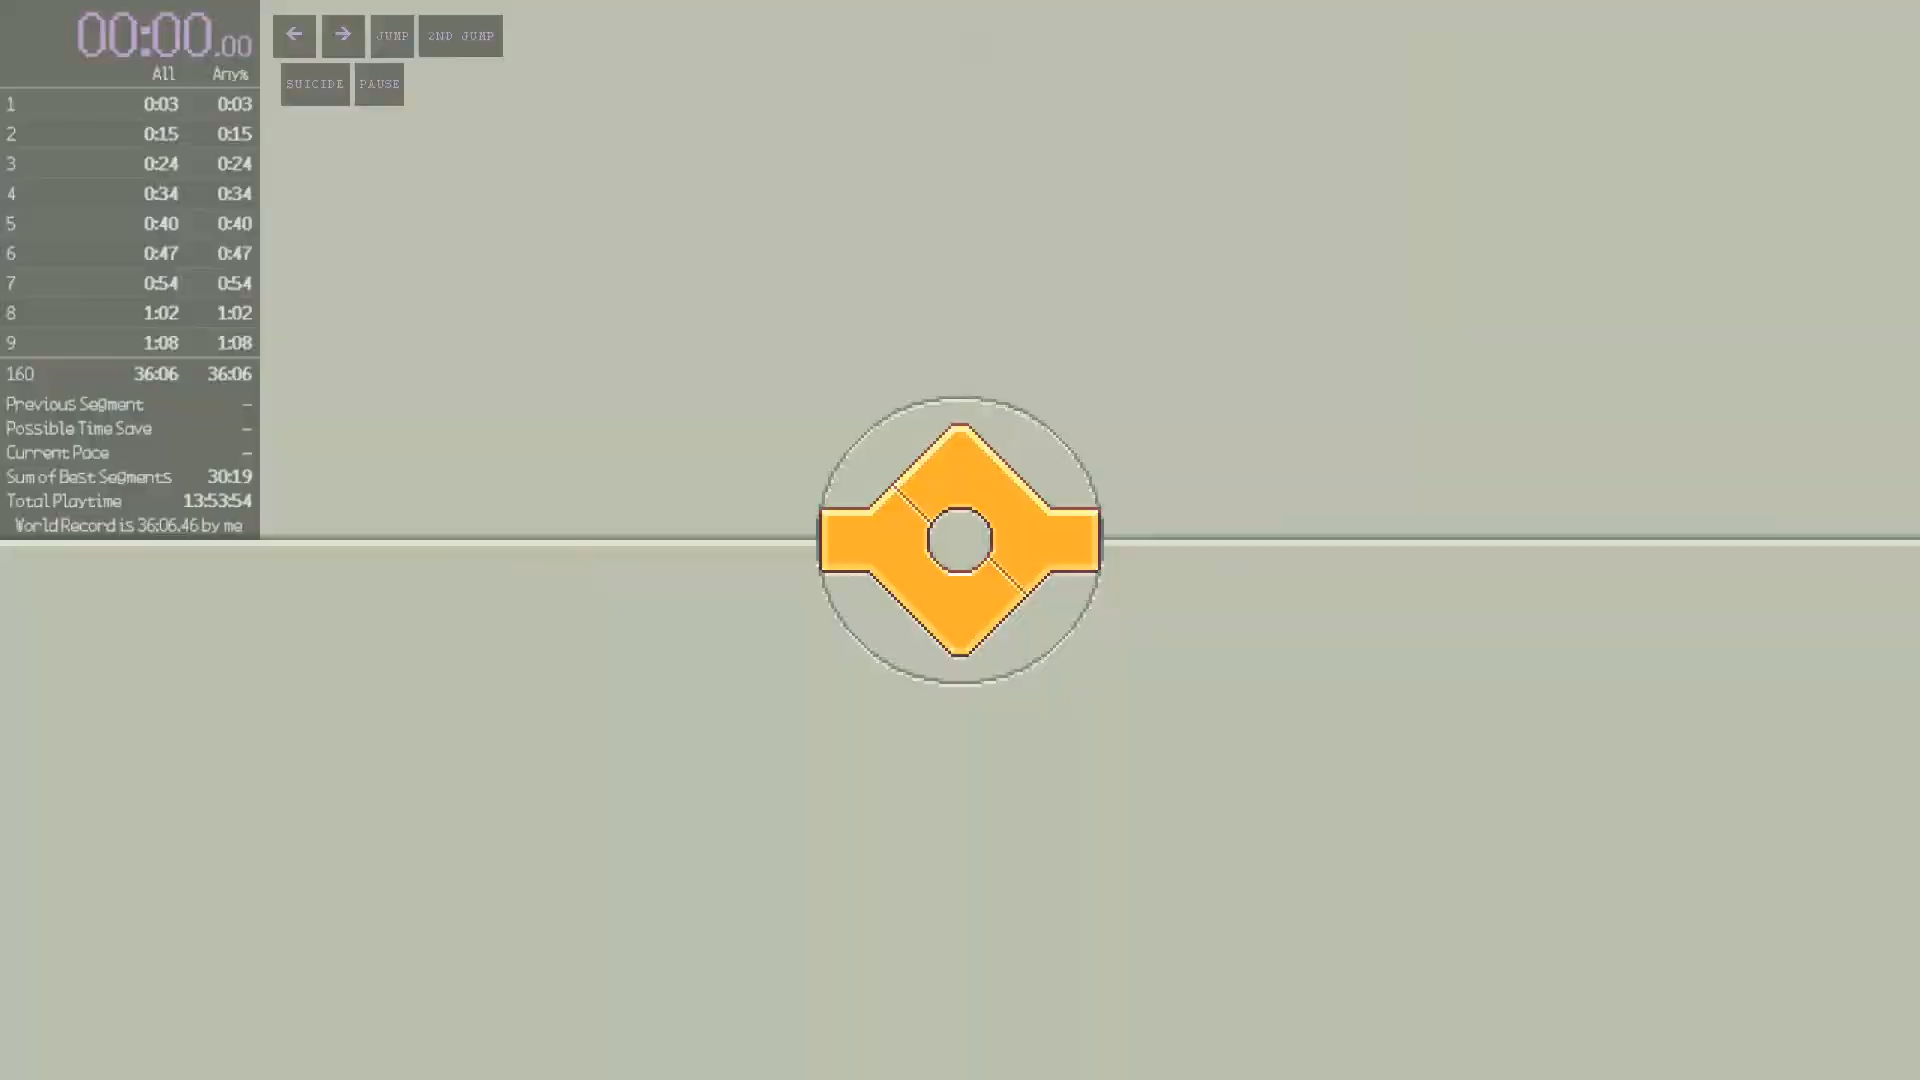 00:00.00
All Any%
1 0:03 0:03
2 0:15 0:15
3 0:24 0:24
4 0:34 0:34
5 0:40 0:40
6 0:47 0:47
7 0:54 0:54
8 1:02 1:02
9 1:08 1:08
160 36:06 36:06
Previous Segment –
Possible Time Save –
Current Pace –
Sum of Best Segments 30:19
Total Playtime 13:53:54
World Record is 36:06.46 by me
← → JUMP 2ND JUMP
SUICIDE PAUSE